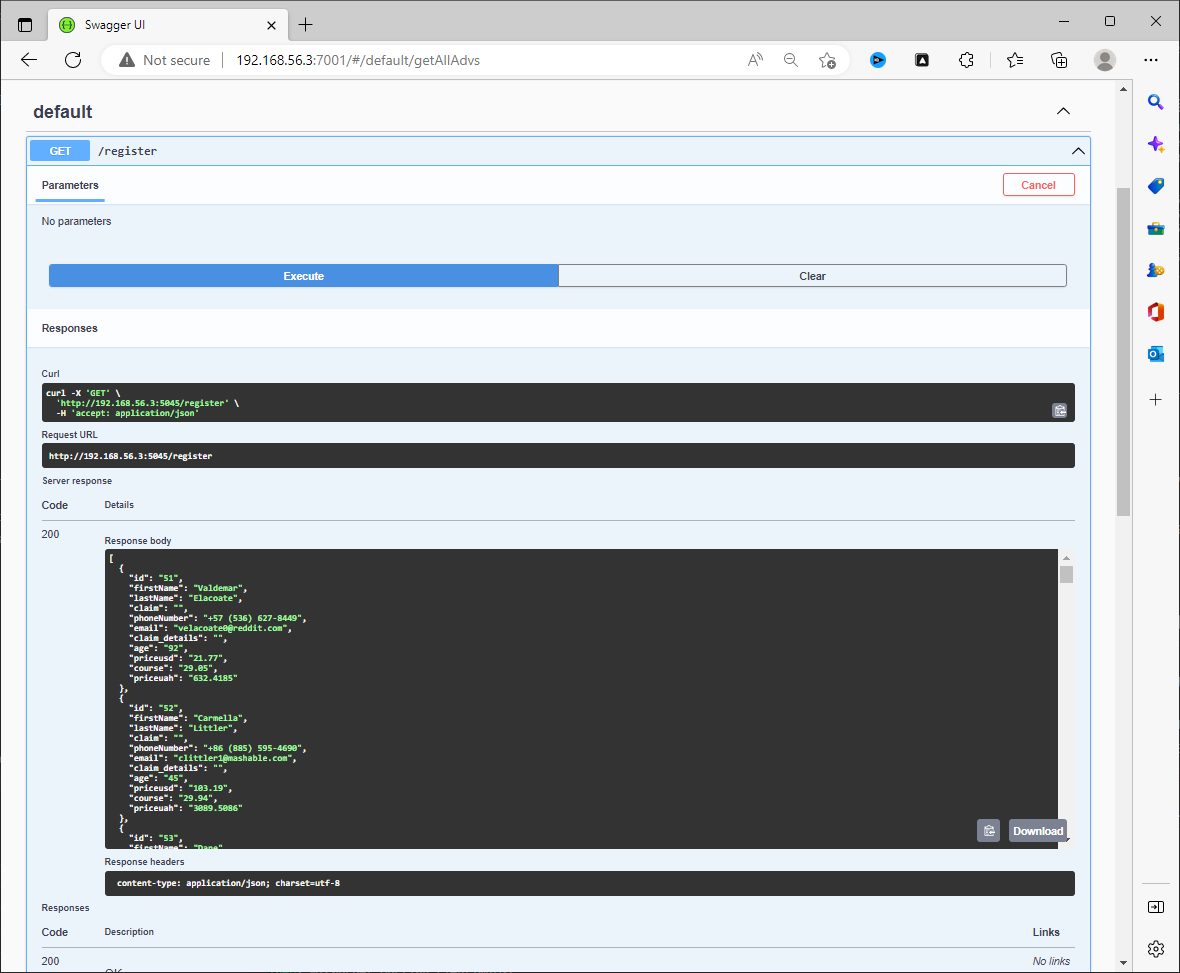 Swagger UI
Not secure
192.168.56.3:7001/#/default/getAllAdvs
default
GET /register
Parameters
Cancel
No parameters
Execute
Clear
Responses
Curl
curl -X 'GET' \
'http://192.168.56.3:5045/register' \
-H 'accept: application/json'
Request URL
http://192.168.56.3:5045/register
Server response
Code Details
200
Response body
[
{
"id": "51",
"firstName": "Valdemar",
"lastName": "Elacoate",
"claim": "",
"phoneNumber": "+57 (536) 627-8449",
"email": "velacoate0@reddit.com",
"claim_details": "",
"age": "92",
"priceusd": "21.77",
"course": "29.05",
"priceuah": "632.4185"
},
{
"id": "52",
"firstName": "Carmella",
"lastName": "Littler",
"claim": "",
"phoneNumber": "+86 (885) 595-4690",
"email": "clittler1@mashable.com",
"claim_details": "",
"age": "45",
"priceusd": "103.19",
"course": "29.94",
"priceuah": "3089.5086"
},
{
"id": "53",
"firstName": "Dane",
Download
Response headers
content-type: application/json; charset=utf-8
Responses
Code Description Links
200
OK
No links